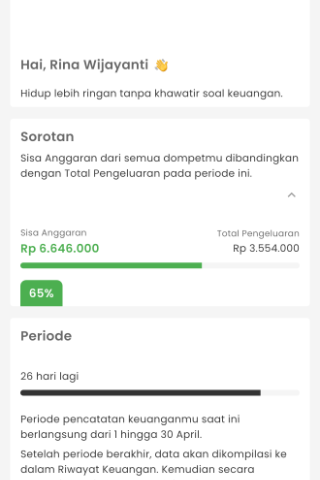 Hai, Rina Wijayanti 👋
Hidup lebih ringan tanpa khawatir soal keuangan.
Sorotan
Sisa Anggaran dari semua dompetmu dibandingkan
dengan Total Pengeluaran pada periode ini.
Sisa Anggaran
Total Pengeluaran
Rp 6.646.000
Rp 3.554.000
65%
Periode
26 hari lagi
Periode pencatatan keuanganmu saat ini
berlangsung dari 1 hingga 30 April.
Setelah periode berakhir, data akan dikompilasi ke
dalam Riwayat Keuangan. Kemudian secara